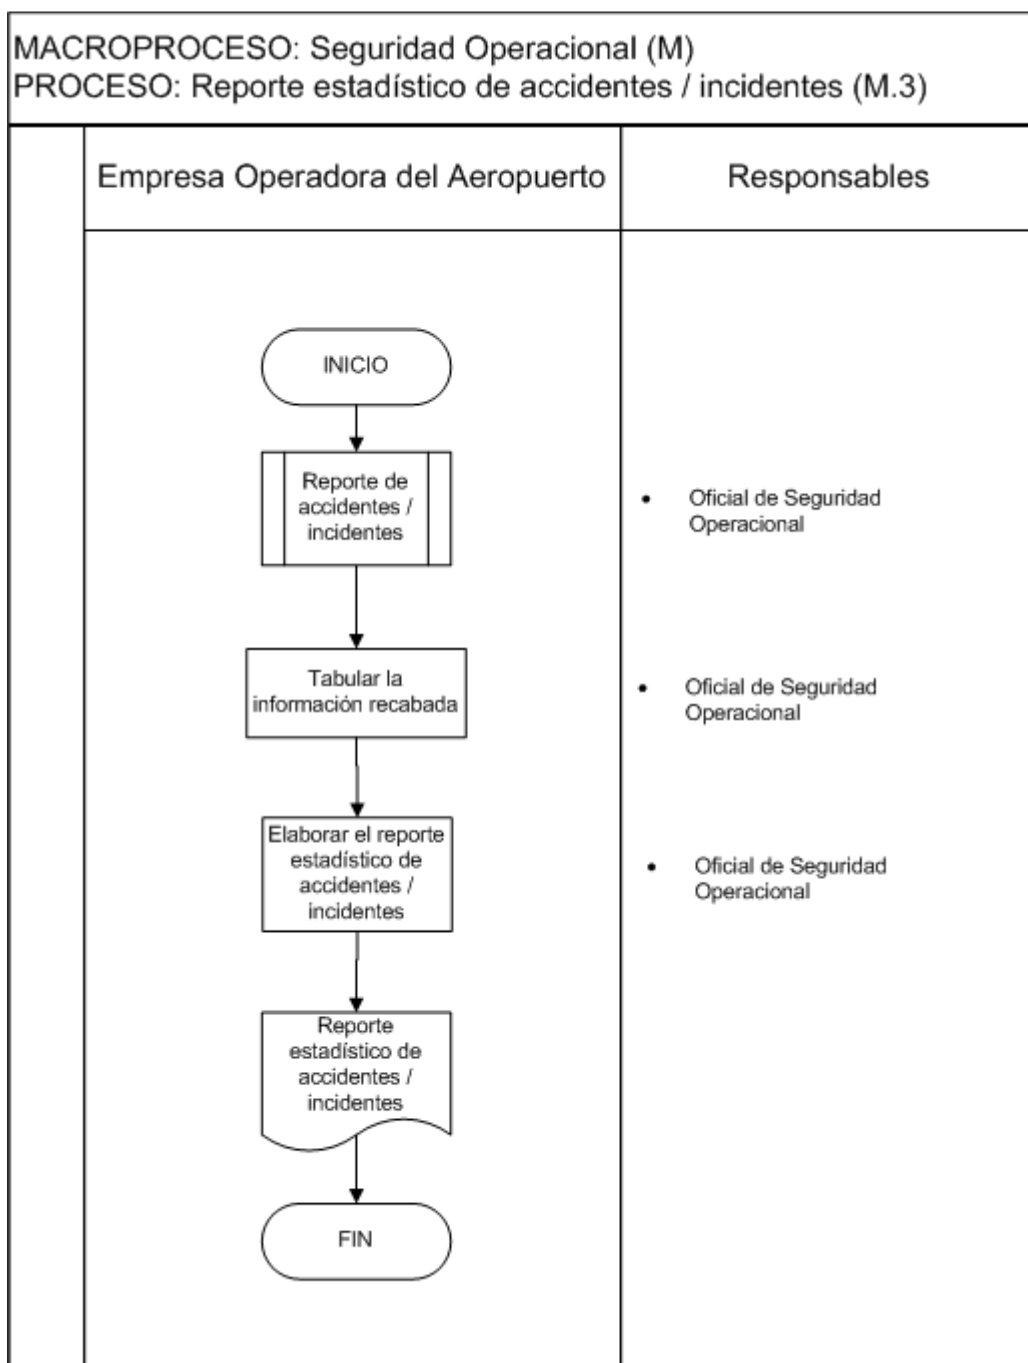 MACROPROCESO: Seguridad Operacional (M)
PROCESO: Reporte estadístico de accidentes / incidentes (M.3)
Empresa Operadora del Aeropuerto
Responsables
INICIO
Reporte de
accidentes /
incidentes
• Oficial de Seguridad
Operacional
Tabular la
información recabada
• Oficial de Seguridad
Operacional
Elaborar el reporte
estadístico de
accidentes /
incidentes
• Oficial de Seguridad
Operacional
Reporte
estadístico de
accidentes /
incidentes
FIN